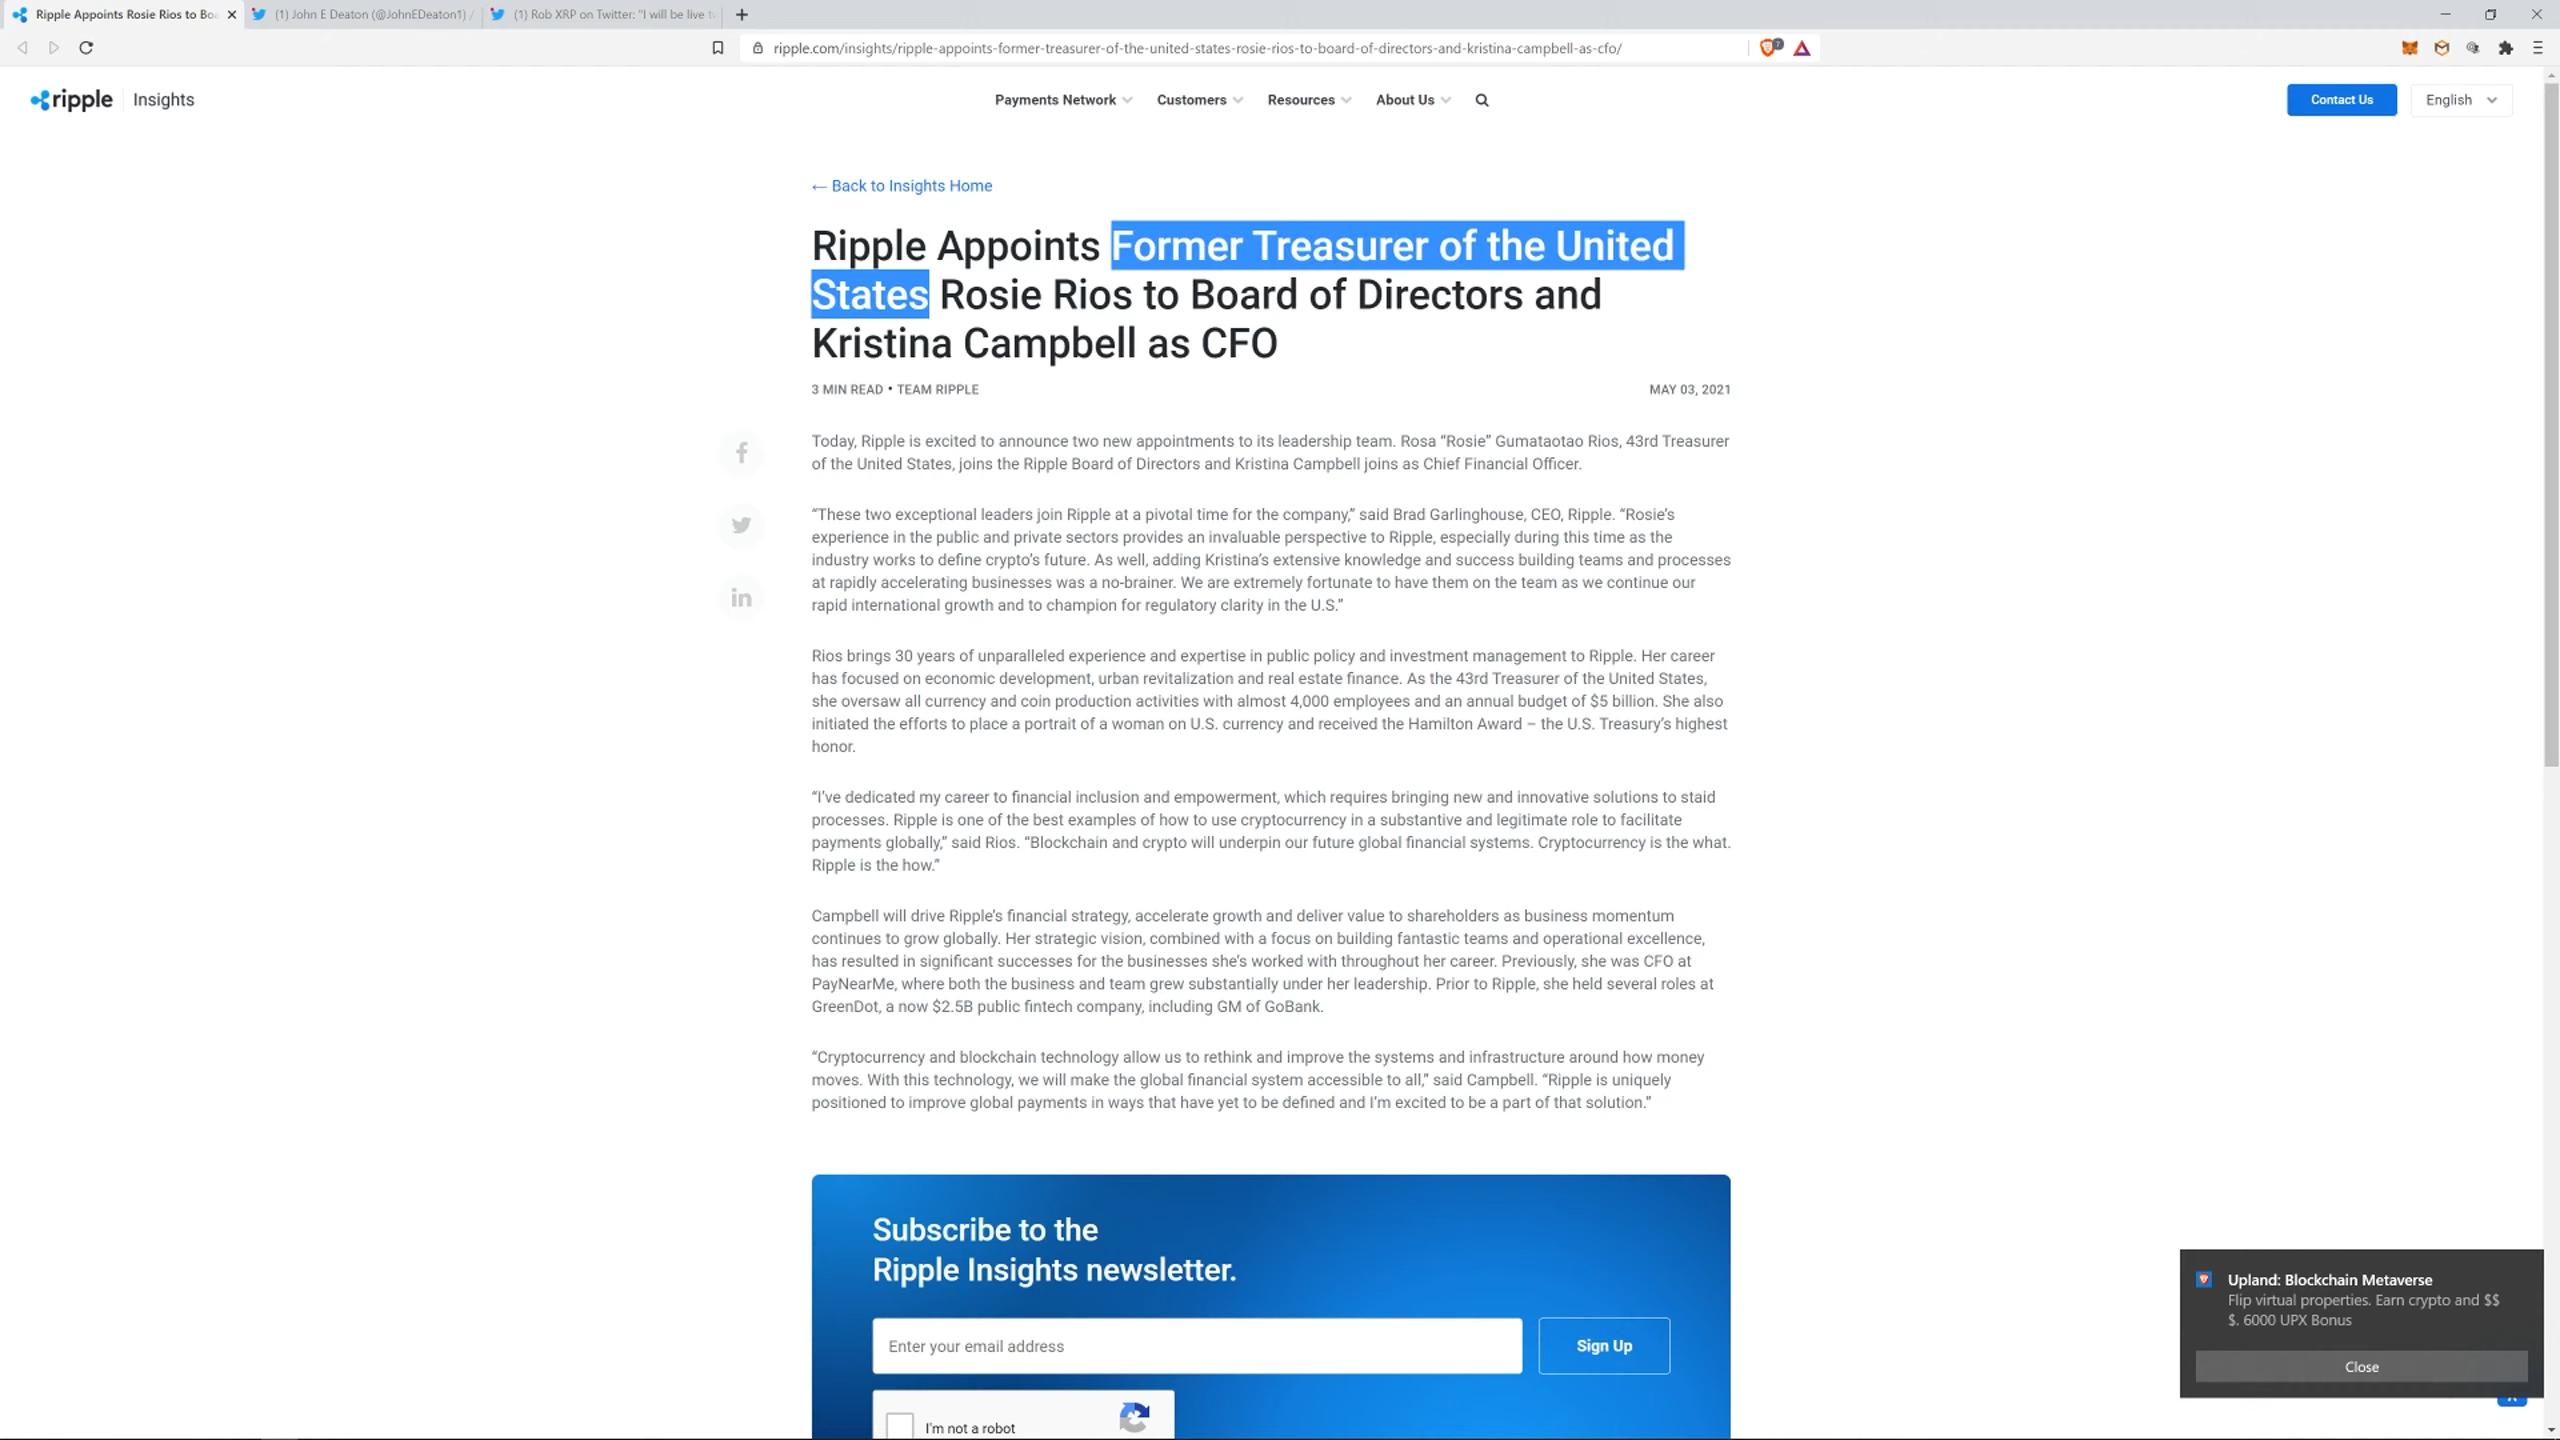 Ripple Appoints Rosie Rios to Boa
(1) John E Deaton (@JohnEDeaton1) /
(1) Rob XRP on Twitter: "I will be live t
ripple.com/insights/ripple-appoints-former-treasurer-of-the-united-states-rosie-rios-to-board-of-directors-and-kristina-campbell-as-cfo/
ripple Insights
Payments Network Customers Resources About Us
Contact Us English
← Back to Insights Home
Ripple Appoints Former Treasurer of the United
States Rosie Rios to Board of Directors and
Kristina Campbell as CFO
3 MIN READ • TEAM RIPPLE MAY 03, 2021
Today, Ripple is excited to announce two new appointments to its leadership team. Rosa “Rosie” Gumataotao Rios, 43rd Treasurer
of the United States, joins the Ripple Board of Directors and Kristina Campbell joins as Chief Financial Officer.
“These two exceptional leaders join Ripple at a pivotal time for the company,” said Brad Garlinghouse, CEO, Ripple. “Rosie’s
experience in the public and private sectors provides an invaluable perspective to Ripple, especially during this time as the
industry works to define crypto’s future. As well, adding Kristina’s extensive knowledge and success building teams and processes
at rapidly accelerating businesses was a no-brainer. We are extremely fortunate to have them on the team as we continue our
rapid international growth and to champion for regulatory clarity in the U.S.”
Rios brings 30 years of unparalleled experience and expertise in public policy and investment management to Ripple. Her career
has focused on economic development, urban revitalization and real estate finance. As the 43rd Treasurer of the United States,
she oversaw all currency and coin production activities with almost 4,000 employees and an annual budget of $5 billion. She also
initiated the efforts to place a portrait of a woman on U.S. currency and received the Hamilton Award – the U.S. Treasury’s highest
honor.
“I’ve dedicated my career to financial inclusion and empowerment, which requires bringing new and innovative solutions to staid
processes. Ripple is one of the best examples of how to use cryptocurrency in a substantive and legitimate role to facilitate
payments globally,” said Rios. “Blockchain and crypto will underpin our future global financial systems. Cryptocurrency is the what.
Ripple is the how.”
Campbell will drive Ripple’s financial strategy, accelerate growth and deliver value to shareholders as business momentum
continues to grow globally. Her strategic vision, combined with a focus on building fantastic teams and operational excellence,
has resulted in significant successes for the businesses she’s worked with throughout her career. Previously, she was CFO at
PayNearMe, where both the business and team grew substantially under her leadership. Prior to Ripple, she held several roles at
GreenDot, a now $2.5B public fintech company, including GM of GoBank.
“Cryptocurrency and blockchain technology allow us to rethink and improve the systems and infrastructure around how money
moves. With this technology, we will make the global financial system accessible to all,” said Campbell. “Ripple is uniquely
positioned to improve global payments in ways that have yet to be defined and I’m excited to be a part of that solution.”
Subscribe to the
Ripple Insights newsletter.
Enter your email address
Sign Up
I'm not a robot
Upland: Blockchain Metaverse
Flip virtual properties. Earn crypto and $$
$. 6000 UPX Bonus
Close